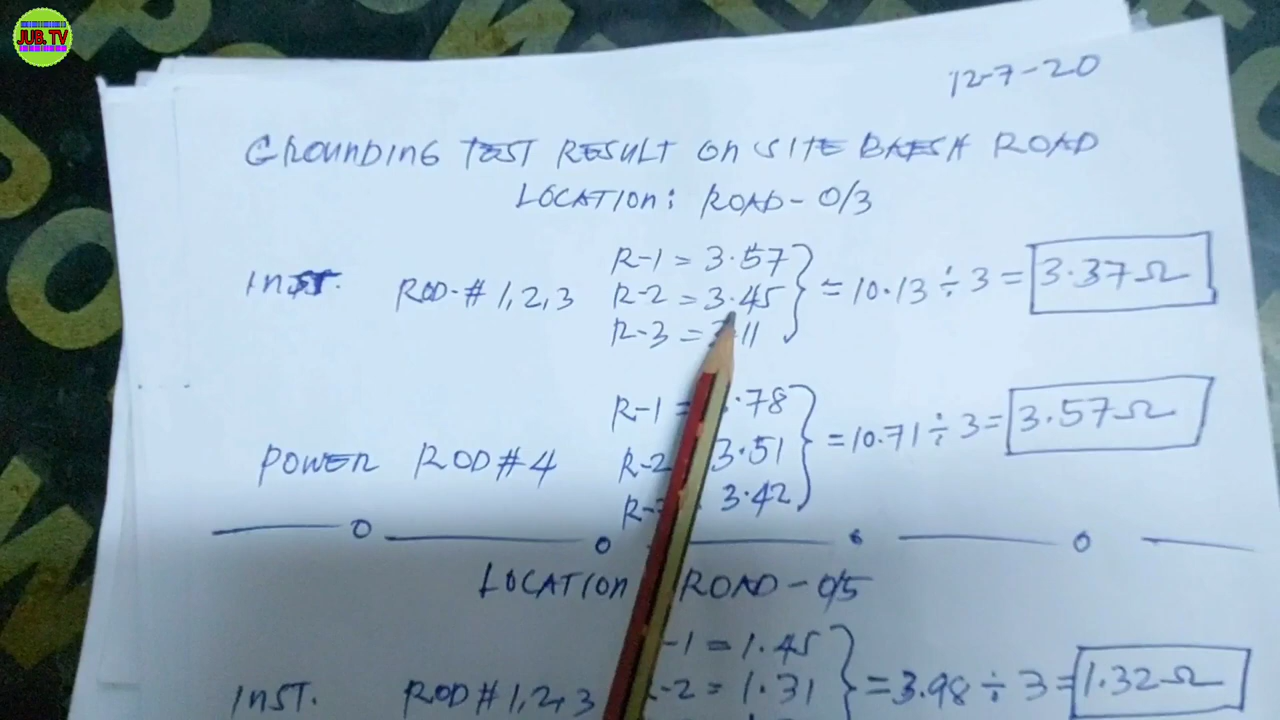 JUB.TV
12-7-20
GROUNDING TEST RESULT ON SITE BAESH ROAD
LOCATION: ROAD - 0/3
R-1 = 3.57
INST. ROD-# 1,2,3 R-2 = 3.45 = 10.13 ÷ 3 = 3.37Ω
R-3 = 11
R-1 = .78
POWER ROD # 4 R-2 3.51 = 10.71 ÷ 3 = 3.57Ω
R- 3.42
LOCATION ROAD - 0/5
-1 = 1.45
INST. ROD # 1,2,3 -2 = 1.31 = 3.98 ÷ 3 = 1.32Ω